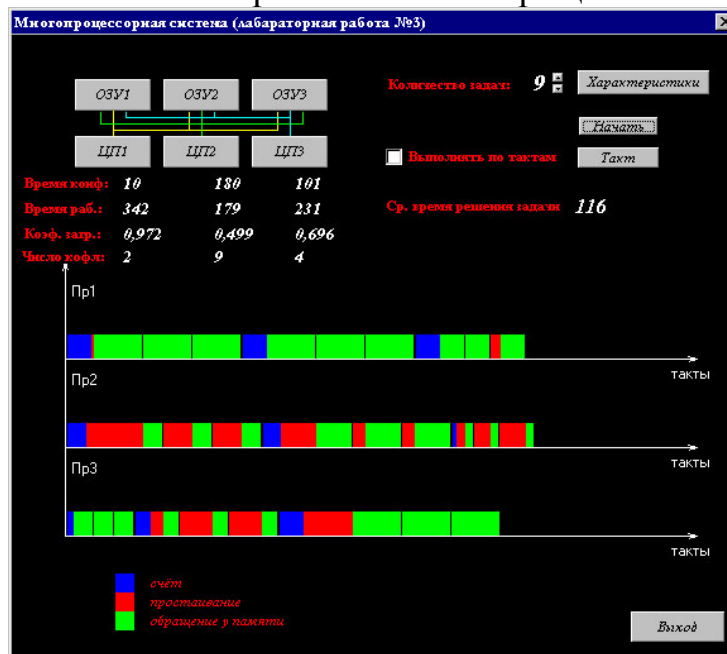 Многопроцессорная система (лабараторная работа №3)
ОЗУ1 ОЗУ2 ОЗУ3
Количество задач: 9 Характеристики
Начать
ЦП1 ЦП2 ЦП3
Выполнять по тактам Такт
Время конф: 10 180 101
Время раб.: 342 179 231
Ср. время решения задачи 116
Коэф. загр.: 0,972 0,499 0,696
Число кофл: 2 9 4
Пр1
такты
Пр2
такты
Пр3
такты
счёт
простаивание
обращение у памяти
Выход